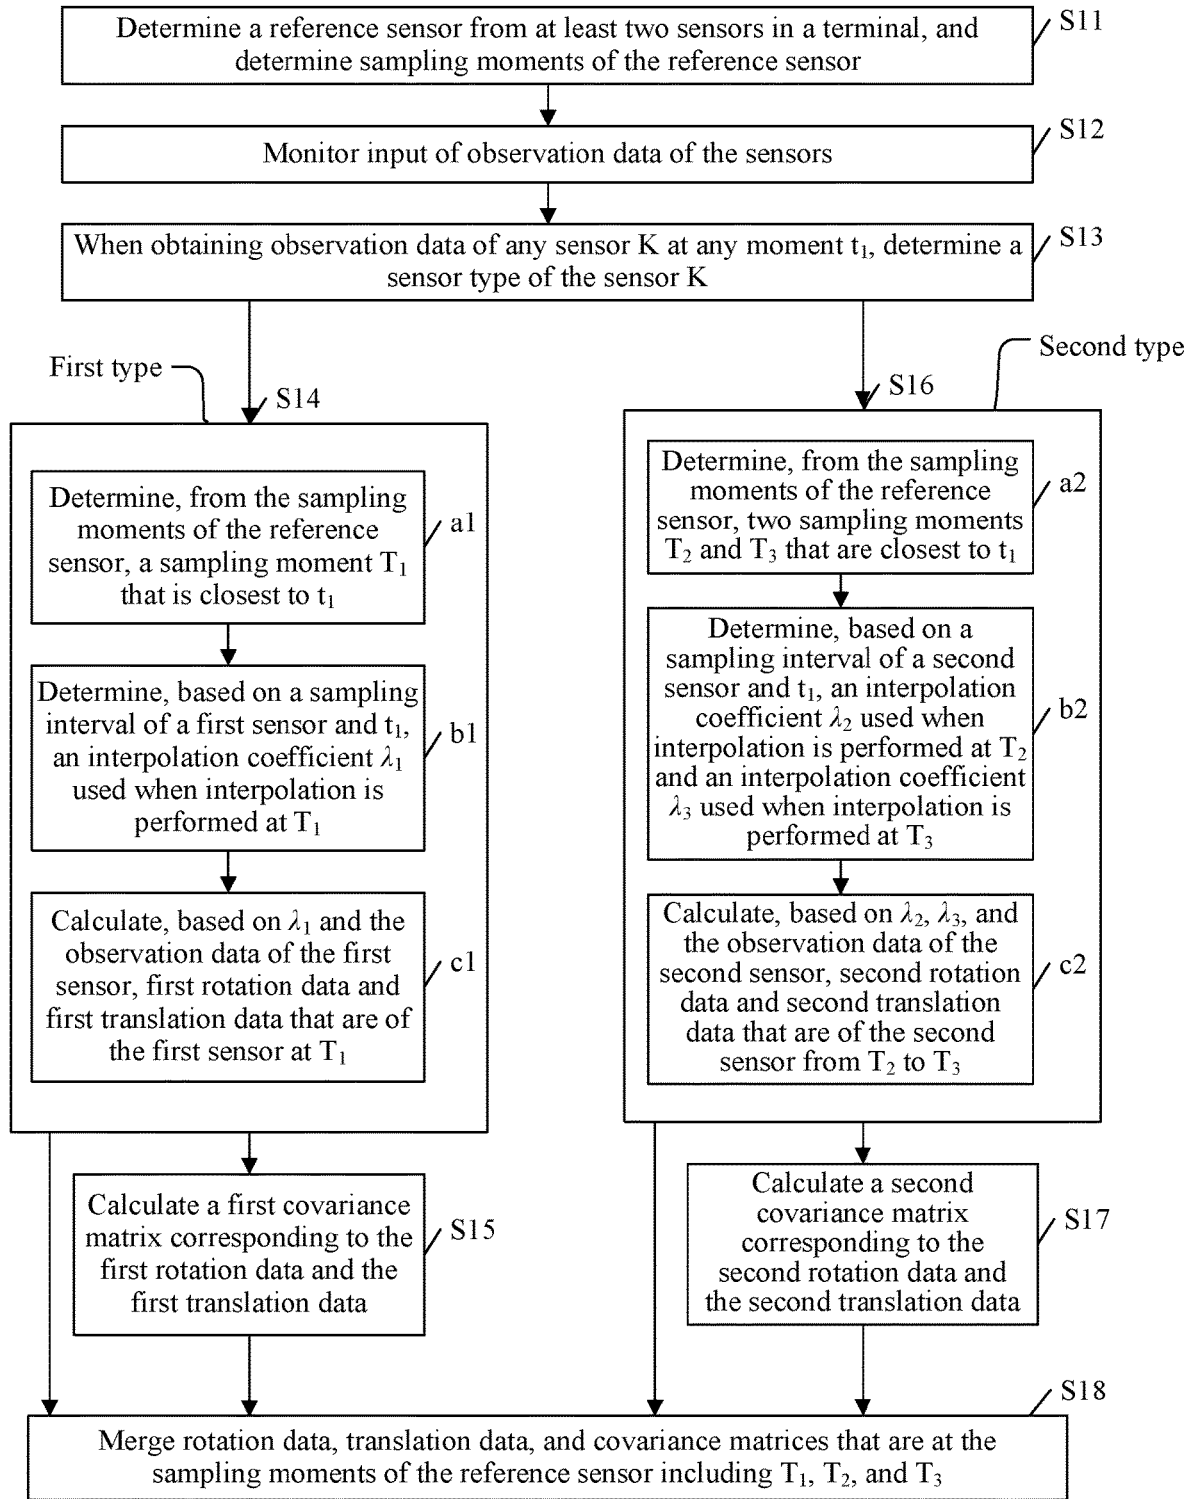 Determine a reference sensor from at least two sensors in a terminal, and
determine sampling moments of the reference sensor
S11
Monitor input of observation data of the sensors
S12
When obtaining observation data of any sensor K at any moment t₁, determine a
sensor type of the sensor K
S13
First type
S14
Determine, from the sampling
moments of the reference
sensor, a sampling moment T₁
that is closest to t₁
a1
Determine, based on a sampling
interval of a first sensor and t₁,
an interpolation coefficient λ₁
used when interpolation is
performed at T₁
b1
Calculate, based on λ₁ and the
observation data of the first
sensor, first rotation data and
first translation data that are of
the first sensor at T₁
c1
Calculate a first covariance
matrix corresponding to the
first rotation data and the
first translation data
S15
Second type
S16
Determine, from the sampling
moments of the reference
sensor, two sampling moments
T₂ and T₃ that are closest to t₁
a2
Determine, based on a
sampling interval of a second
sensor and t₁, an interpolation
coefficient λ₂ used when
interpolation is performed at T₂
and an interpolation coefficient
λ₃ used when interpolation is
performed at T₃
b2
Calculate, based on λ₂, λ₃, and
the observation data of the
second sensor, second rotation
data and second translation
data that are of the second
sensor from T₂ to T₃
c2
Calculate a second
covariance matrix
corresponding to the
second rotation data and
the second translation data
S17
Merge rotation data, translation data, and covariance matrices that are at the
sampling moments of the reference sensor including T₁, T₂, and T₃
S18